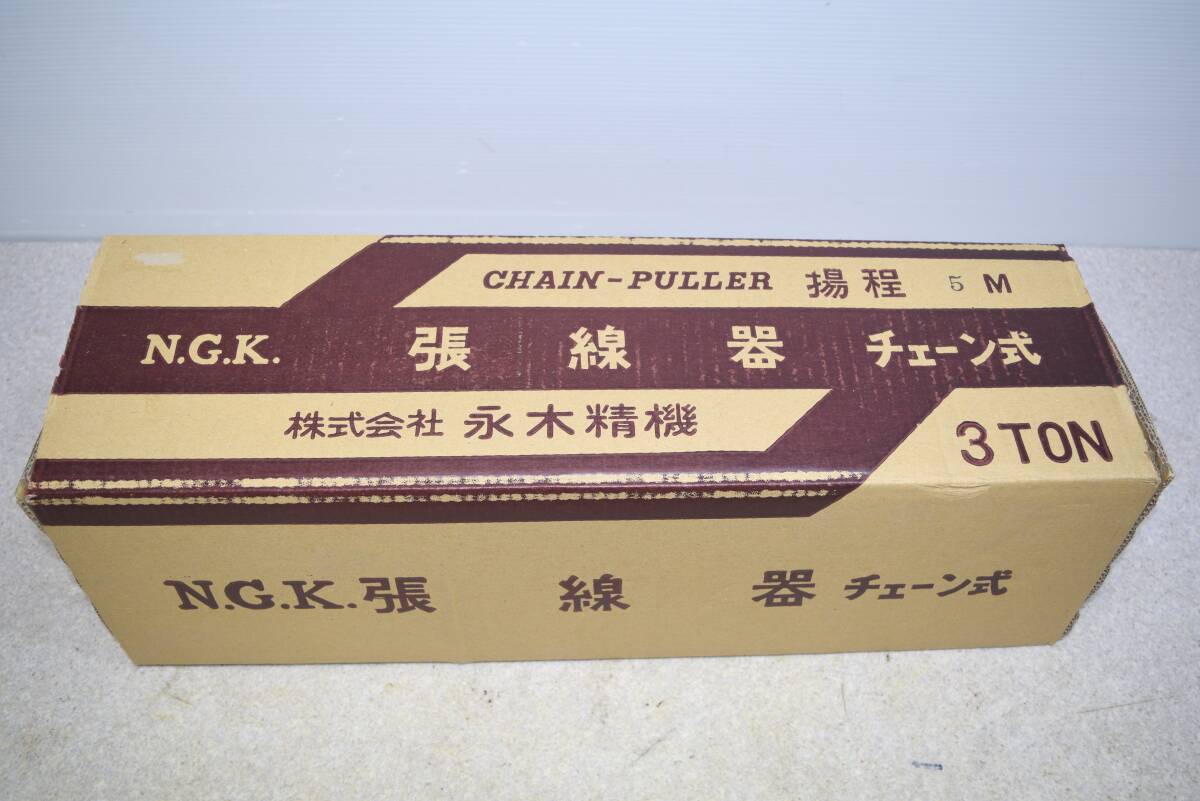 CHAIN-PULLER 揚程 5 M
N.G.K. 張線器 チェーン式
株式会社 永木精機
3 TON
N.G.K. 張線器 チェーン式